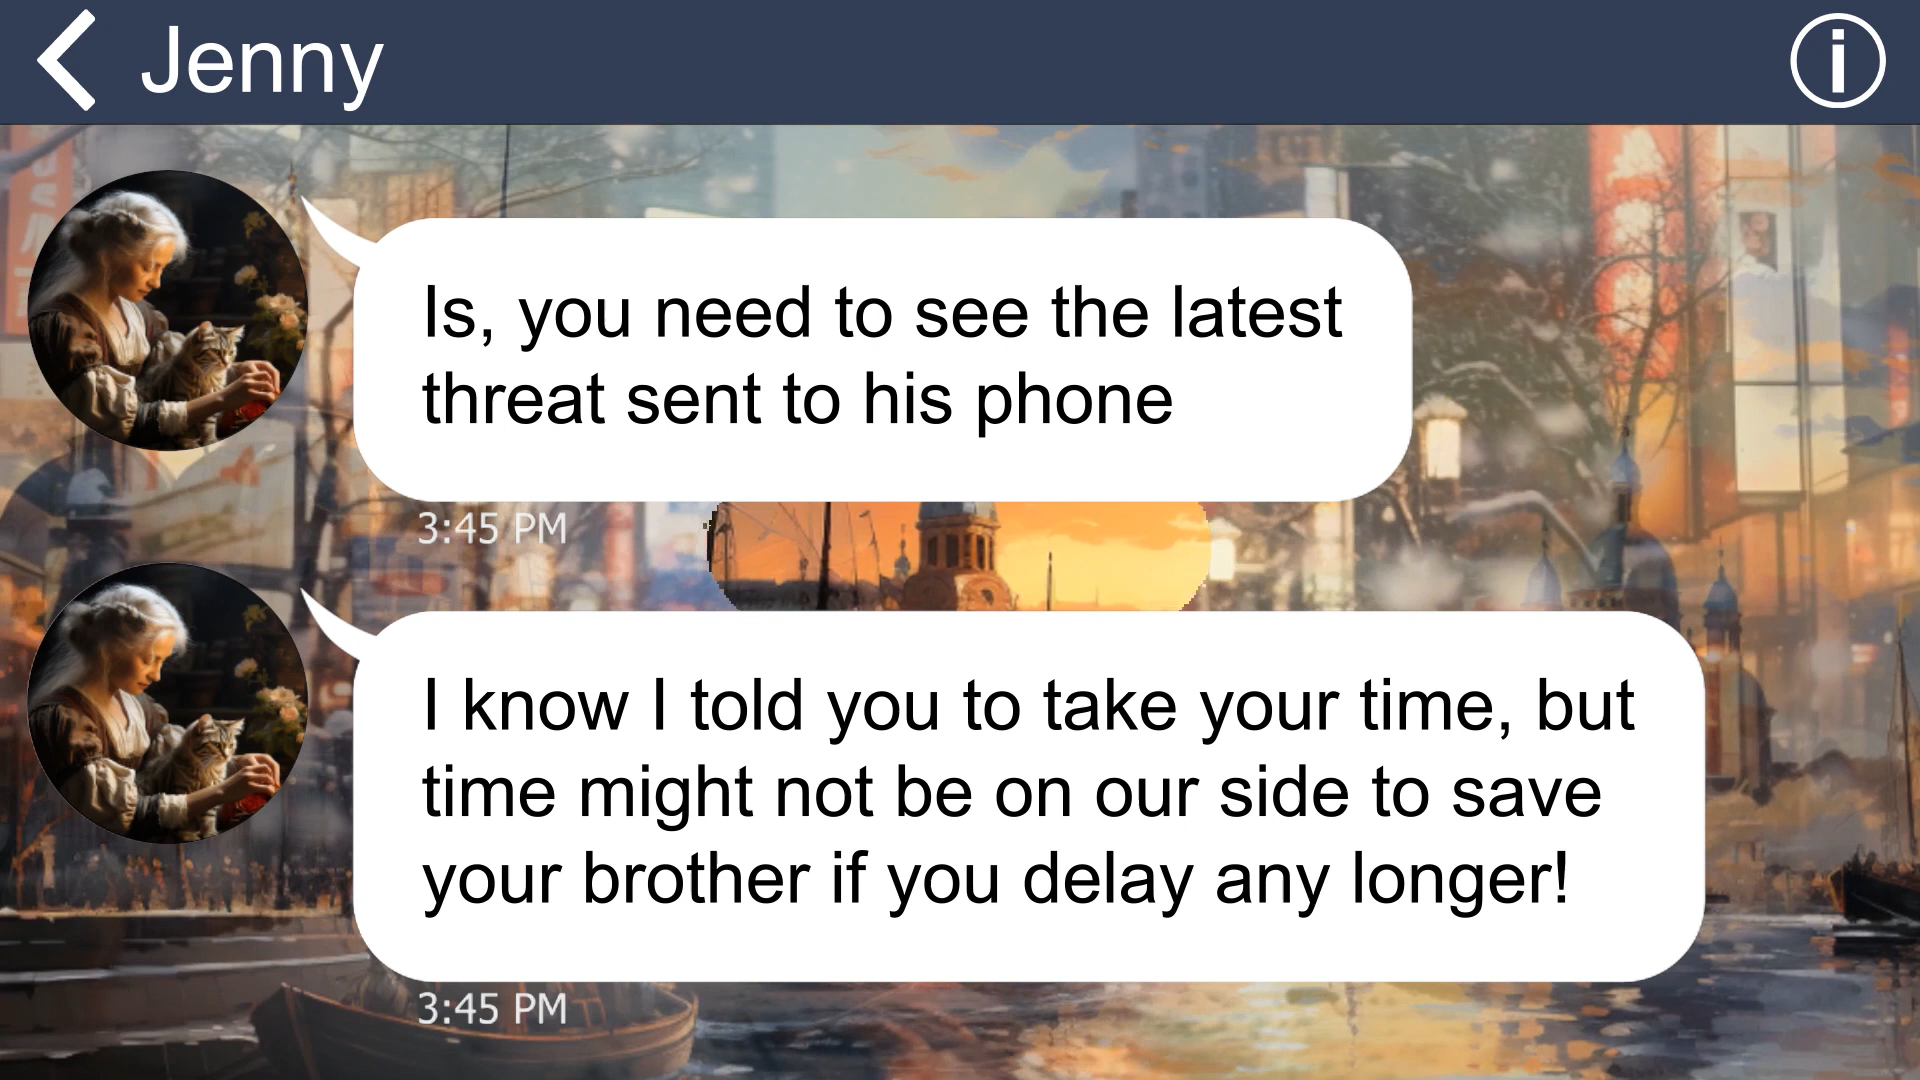 Jenny
Is, you need to see the latest
threat sent to his phone
3:45 PM
I know I told you to take your time, but
time might not be on our side to save
your brother if you delay any longer!
3:45 PM